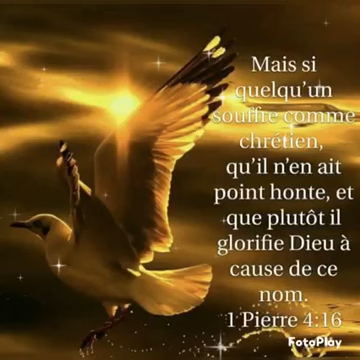 Mais si
quelqu'un
souffre comme
chrétien,
qu'il n'en ait
point honte, et
que plutôt il
glorifie Dieu à
cause de ce
nom.
1 Pierre 4:16
FotoPlay